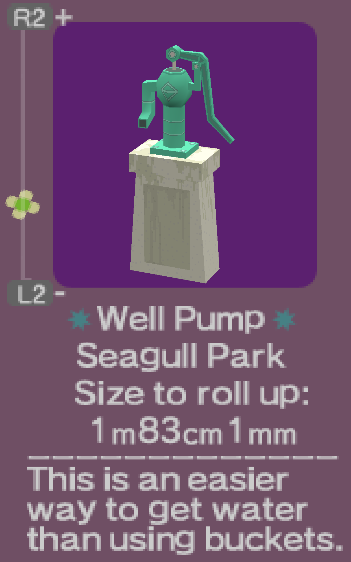 R2 +
L2 -
Well Pump
Seagull Park
Size to roll up:
1m83cm1mm
This is an easier
way to get water
than using buckets.